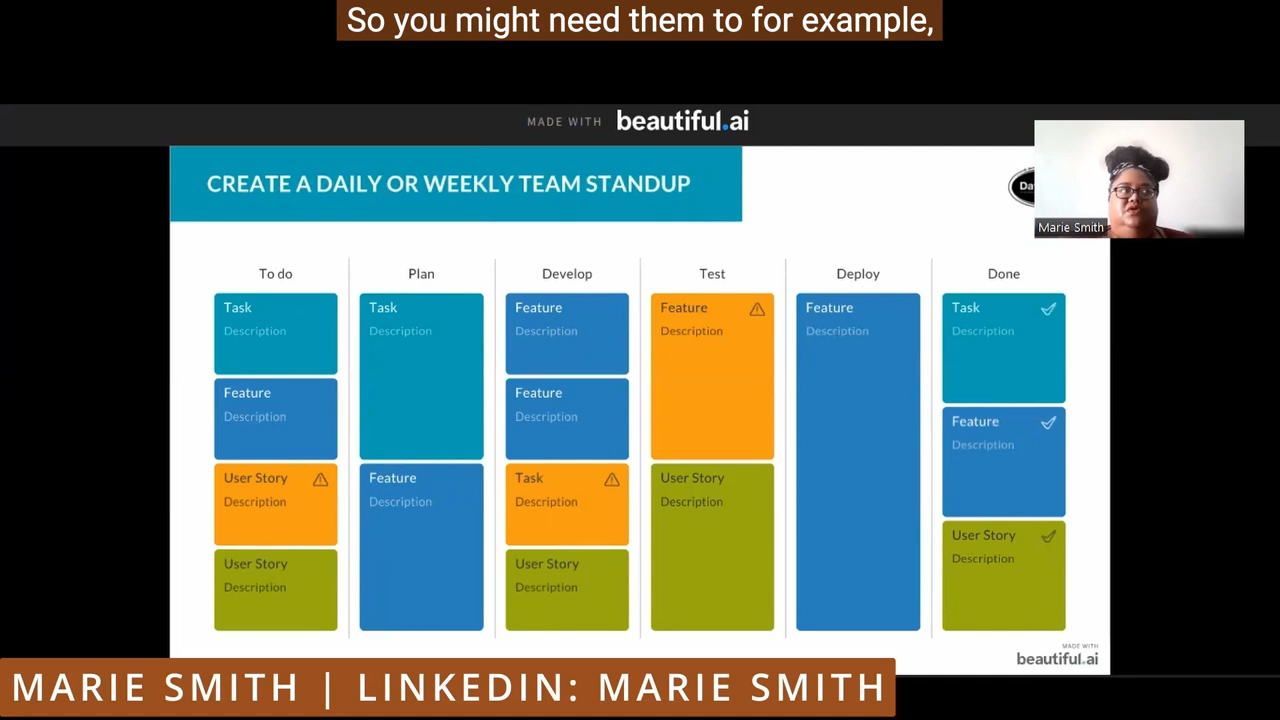 So you might need them to for example,
MADE WITH beautiful.ai
CREATE A DAILY OR WEEKLY TEAM STANDUP
Marie Smith
To do
Plan
Develop
Test
Deploy
Done
Task
Description
Feature
Description
User Story
Description
User Story
Description
Task
Description
Feature
Description
Feature
Description
Feature
Description
Task
Description
User Story
Description
Feature
Description
User Story
Description
Feature
Description
Task
Description
Feature
Description
User Story
Description
MADE WITH
beautiful.ai
MARIE SMITH | LINKEDIN: MARIE SMITH